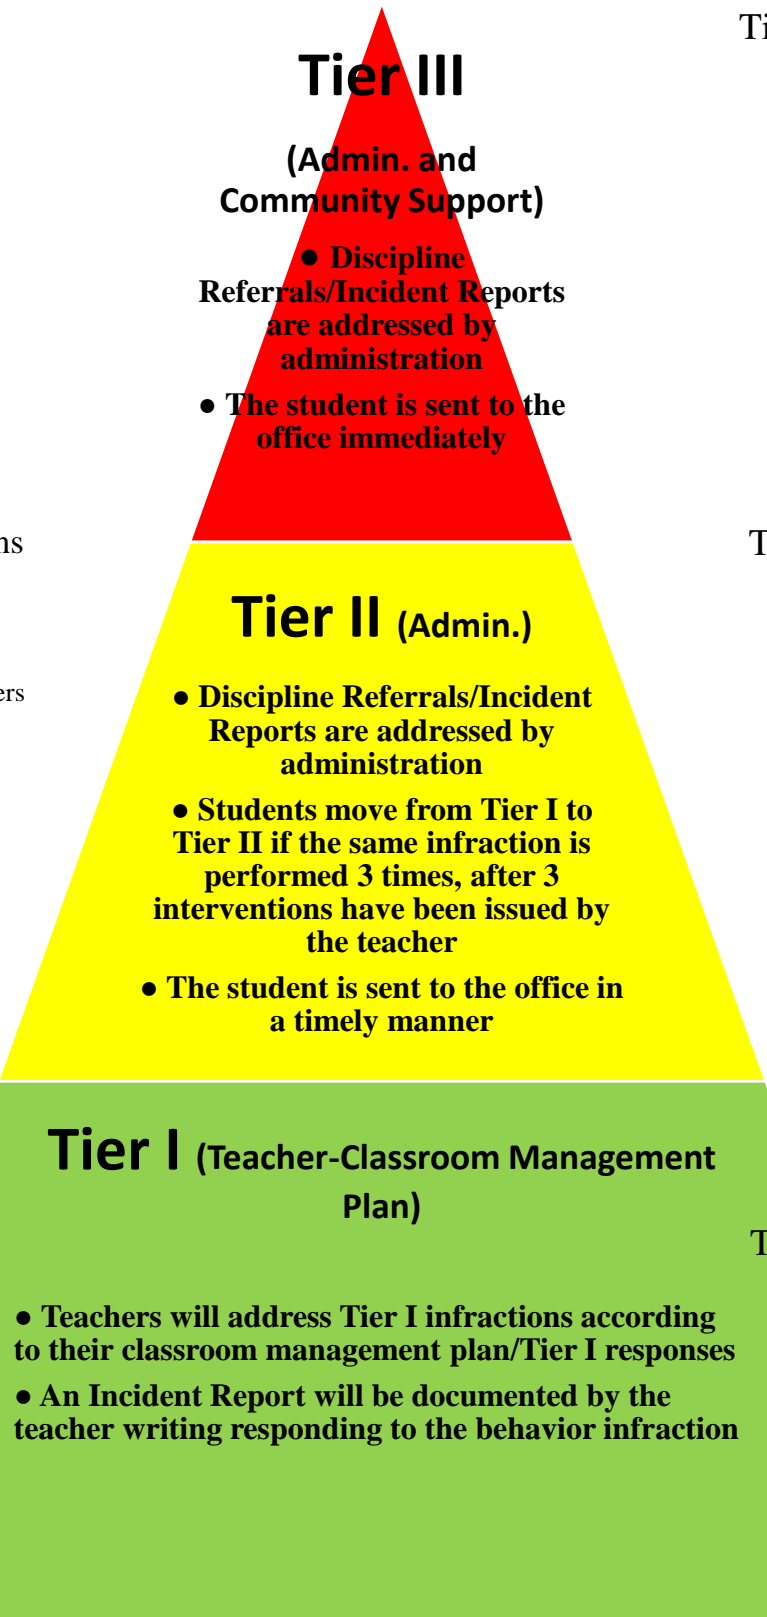 Tier III
(Admin. and
Community Support)
● Discipline
Referrals/Incident Reports
are addressed by
administration
● The student is sent to the
office immediately
Tier II (Admin.)
● Discipline Referrals/Incident
Reports are addressed by
administration
● Students move from Tier I to
Tier II if the same infraction is
performed 3 times, after 3
interventions have been issued by
the teacher
● The student is sent to the office in
a timely manner
Tier I (Teacher-Classroom Management
Plan)
● Teachers will address Tier I infractions according
to their classroom management plan/Tier I responses
● An Incident Report will be documented by the
teacher writing responding to the behavior infraction